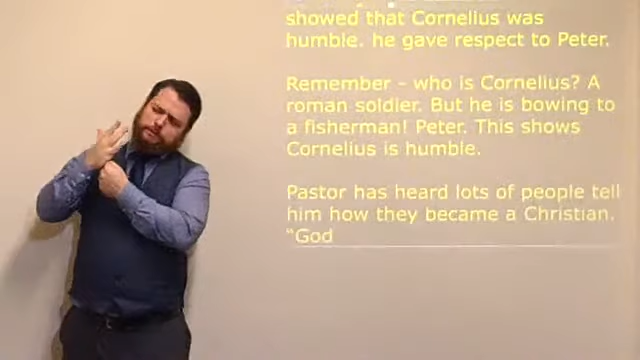 showed that Cornelius was
humble. he gave respect to Peter.
Remember - who is Cornelius? A
roman soldier. But he is bowing to
a fisherman! Peter. This shows
Cornelius is humble.
Pastor has heard lots of people tell
him how they became a Christian.
"God